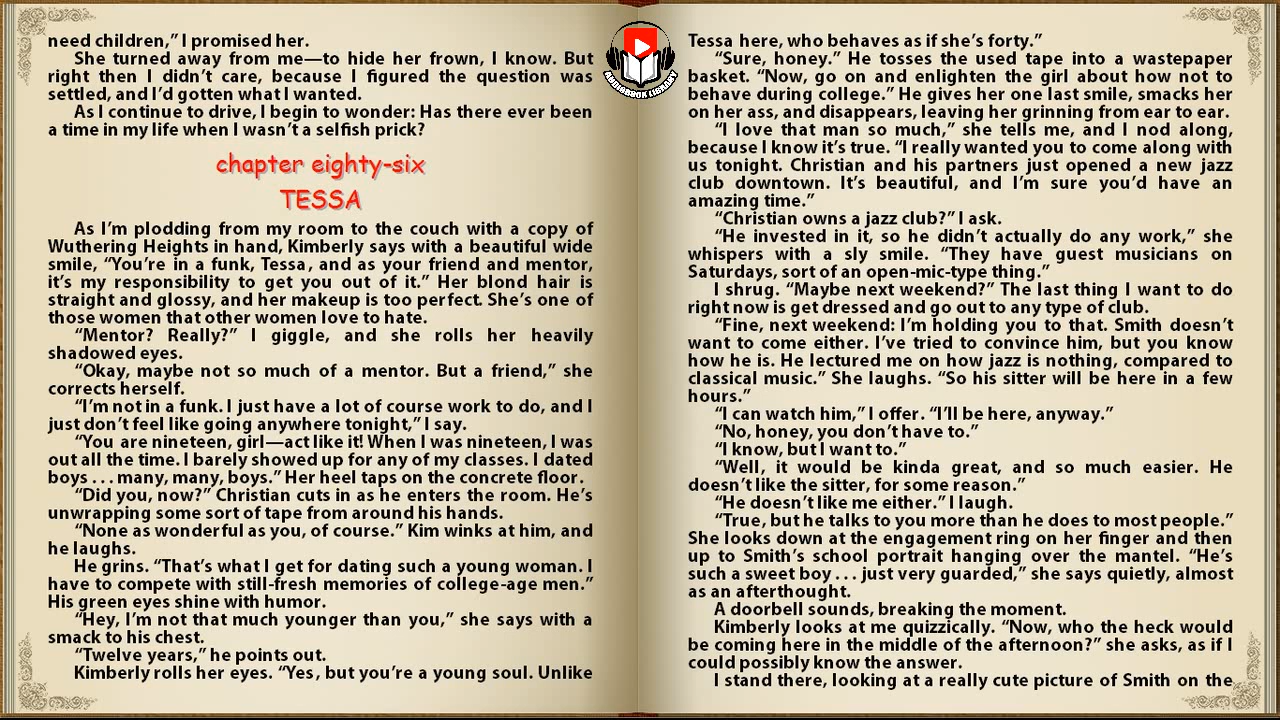 need children,” I promised her.
She turned away from me—to hide her frown, I know. But
right then I didn’t care, because I figured the question was
settled, and I’d gotten what I wanted.
As I continue to drive, I begin to wonder: Has there ever been
a time in my life when I wasn’t a selfish prick?
chapter eighty-six
TESSA
As I’m plodding from my room to the couch with a copy of
Wuthering Heights in hand, Kimberly says with a beautiful wide
smile, “You’re in a funk, Tessa, and as your friend and mentor,
it’s my responsibility to get you out of it.” Her blond hair is
straight and glossy, and her makeup is too perfect. She’s one of
those women that other women love to hate.
“Mentor? Really?” I giggle, and she rolls her heavily
shadowed eyes.
“Okay, maybe not so much of a mentor. But a friend,” she
corrects herself.
“I’m not in a funk. I just have a lot of course work to do, and I
just don’t feel like going anywhere tonight,” I say.
“You are nineteen, girl—act like it! When I was nineteen, I was
out all the time. I barely showed up for any of my classes. I dated
boys . . . many, many, boys.” Her heel taps on the concrete floor.
“Did you, now?” Christian cuts in as he enters the room. He’s
unwrapping some sort of tape from around his hands.
“None as wonderful as you, of course.” Kim winks at him, and
he laughs.
He grins. “That’s what I get for dating such a young woman. I
have to compete with still-fresh memories of college-age men.”
His green eyes shine with humor.
“Hey, I’m not that much younger than you,” she says with a
smack to his chest.
“Twelve years,” he points out.
Kimberly rolls her eyes. “Yes, but you’re a young soul. Unlike
AUDIOBOOK LIBRARY
Tessa here, who behaves as if she’s forty.”
“Sure, honey.” He tosses the used tape into a wastepaper
basket. “Now, go on and enlighten the girl about how not to
behave during college.” He gives her one last smile, smacks her
on her ass, and disappears, leaving her grinning from ear to ear.
“I love that man so much,” she tells me, and I nod along,
because I know it’s true. “I really wanted you to come along with
us tonight. Christian and his partners just opened a new jazz
club downtown. It’s beautiful, and I’m sure you’d have an
amazing time.”
“Christian owns a jazz club?” I ask.
“He invested in it, so he didn’t actually do any work,” she
whispers with a sly smile. “They have guest musicians on
Saturdays, sort of an open-mic-type thing.”
I shrug. “Maybe next weekend?” The last thing I want to do
right now is get dressed and go out to any type of club.
“Fine, next weekend: I’m holding you to that. Smith doesn’t
want to come either. I’ve tried to convince him, but you know
how he is. He lectured me on how jazz is nothing, compared to
classical music.” She laughs. “So his sitter will be here in a few
hours.”
“I can watch him,” I offer. “I’ll be here, anyway.”
“No, honey, you don’t have to.”
“I know, but I want to.”
“Well, it would be kinda great, and so much easier. He
doesn’t like the sitter, for some reason.”
“He doesn’t like me either.” I laugh.
“True, but he talks to you more than he does to most people.”
She looks down at the engagement ring on her finger and then
up to Smith’s school portrait hanging over the mantel. “He’s
such a sweet boy . . . just very guarded,” she says quietly, almost
as an afterthought.
A doorbell sounds, breaking the moment.
Kimberly looks at me quizzically. “Now, who the heck would
be coming here in the middle of the afternoon?” she asks, as if I
could possibly know the answer.
I stand there, looking at a really cute picture of Smith on the